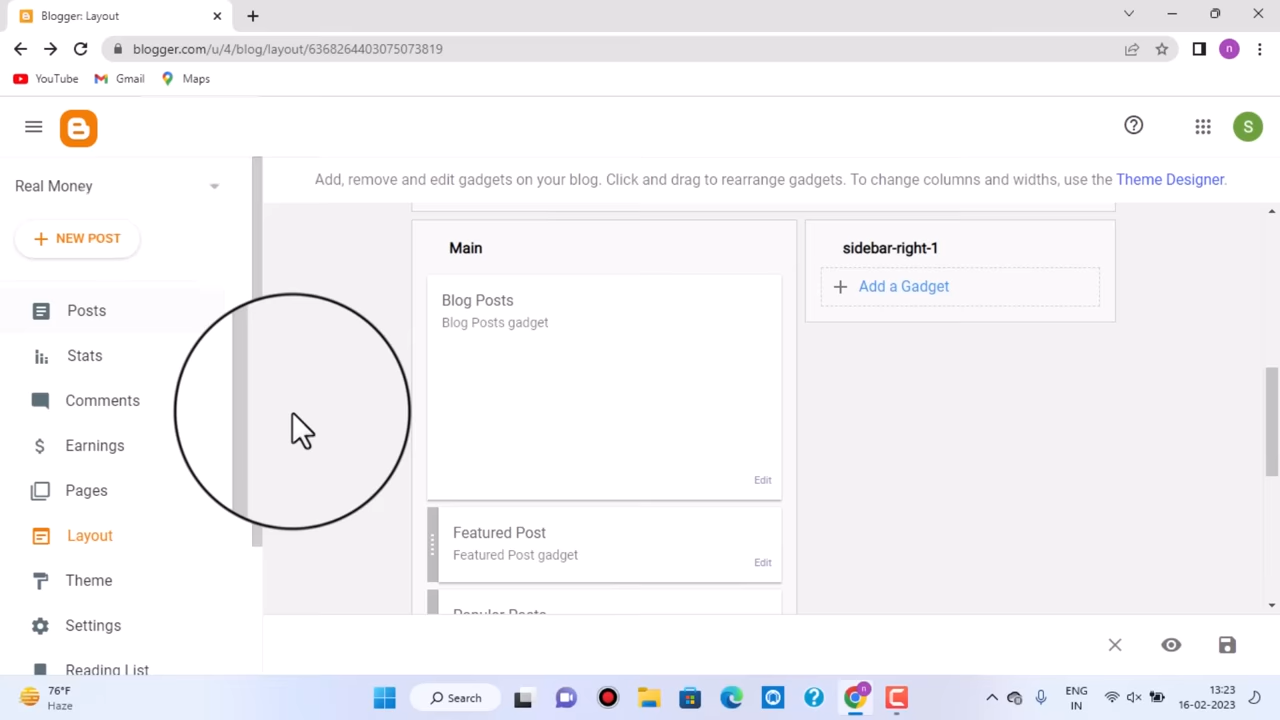 Blogger: Layout
blogger.com/u/4/blog/layout/6368264403075073819
n
YouTube
Gmail
Maps
S
Real Money
Add, remove and edit gadgets on your blog. Click and drag to rearrange gadgets. To change columns and widths, use the Theme Designer.
NEW POST
Posts
Stats
Comments
Earnings
Pages
Layout
Theme
Settings
Reading List
Main
Blog Posts
Blog Posts gadget
Edit
Featured Post
Featured Post gadget
Edit
Popular Posts
sidebar-right-1
Add a Gadget
76°F
Haze
Search
n
ENG
IN
13:23
16-02-2023